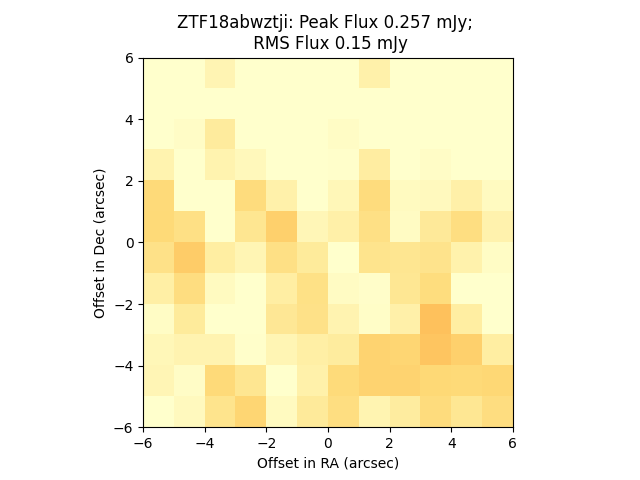 ZTF18abwztji: Peak Flux 0.257 mJy;
RMS Flux 0.15 mJy
6
4
2
0
−2
−4
−6
Offset in Dec (arcsec)
−6 −4 −2 0 2 4 6
Offset in RA (arcsec)